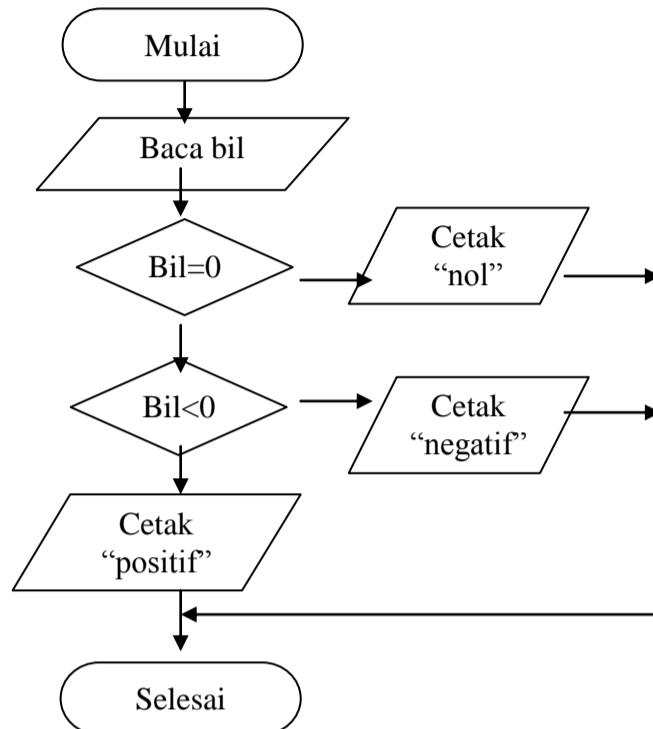 Mulai
Baca bil
Bil=0
Cetak
“nol”
Bil<0
Cetak
“negatif”
Cetak
“positif”
Selesai